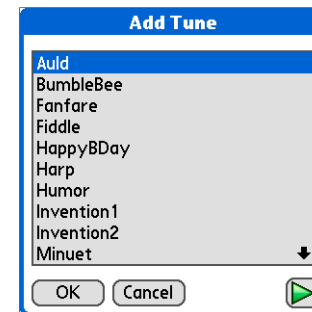 Add Tune
Auld
BumbleBee
Fanfare
Fiddle
HappyBDay
Harp
Humor
Invention1
Invention2
Minuet
OK Cancel